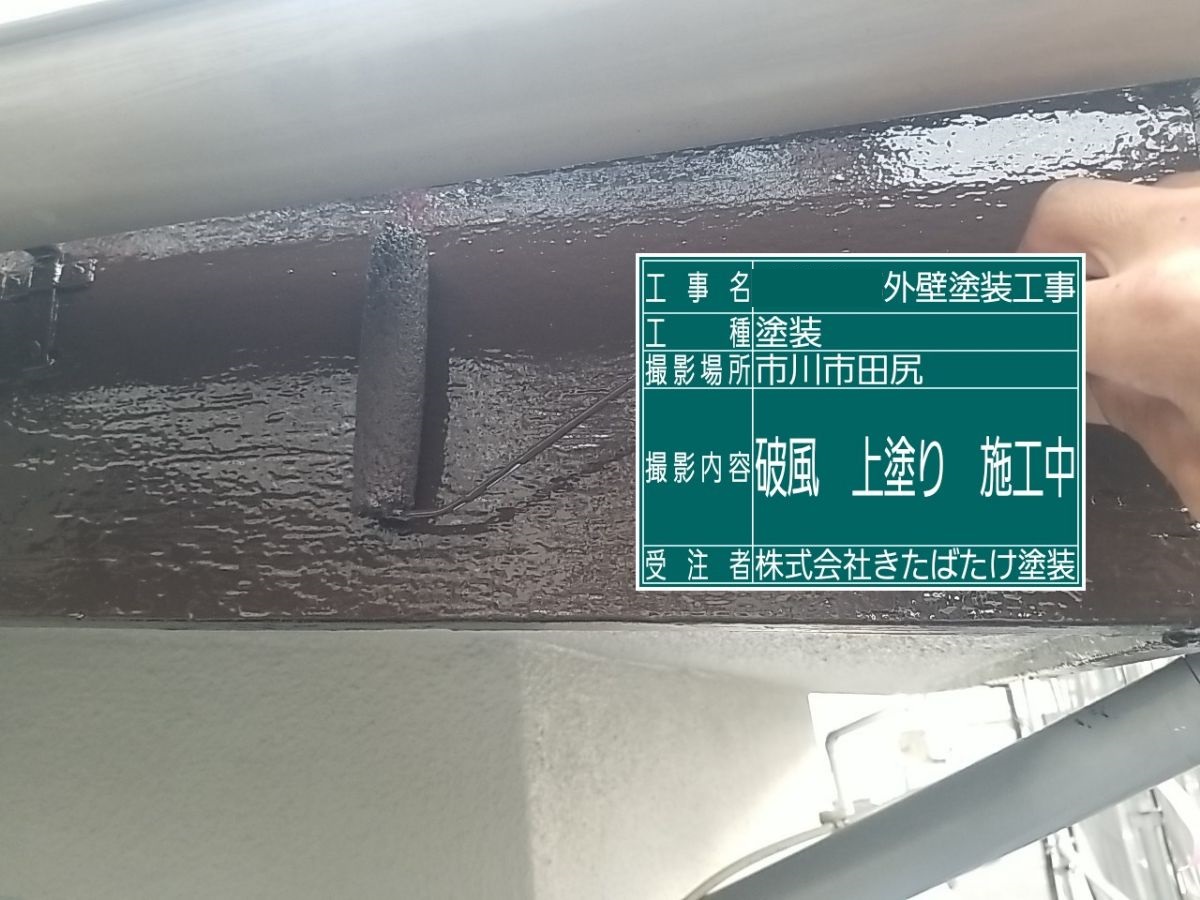 工事名 外壁塗装工事
工種 塗装
撮影場所 市川市田尻
撮影内容 破風 上塗り 施工中
受注者 株式会社きたばたけ塗装